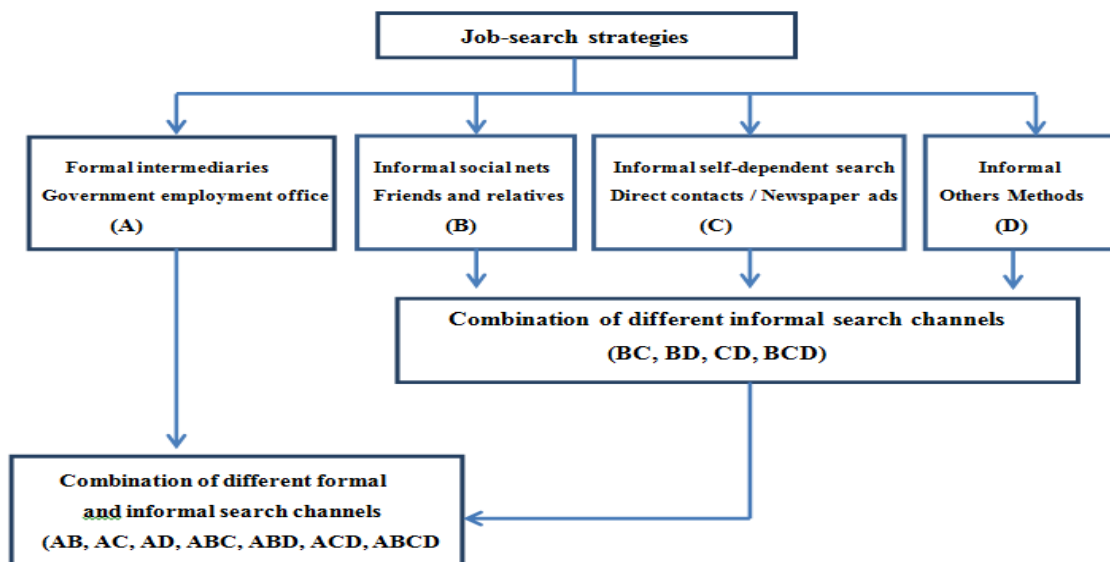 Job-search strategies
Formal intermediaries
Government employment office
(A)
Informal social nets
Friends and relatives
(B)
Informal self-dependent search
Direct contacts / Newspaper ads
(C)
Informal
Others Methods
(D)
Combination of different informal search channels
(BC, BD, CD, BCD)
Combination of different formal
and informal search channels
(AB, AC, AD, ABC, ABD, ACD, ABCD